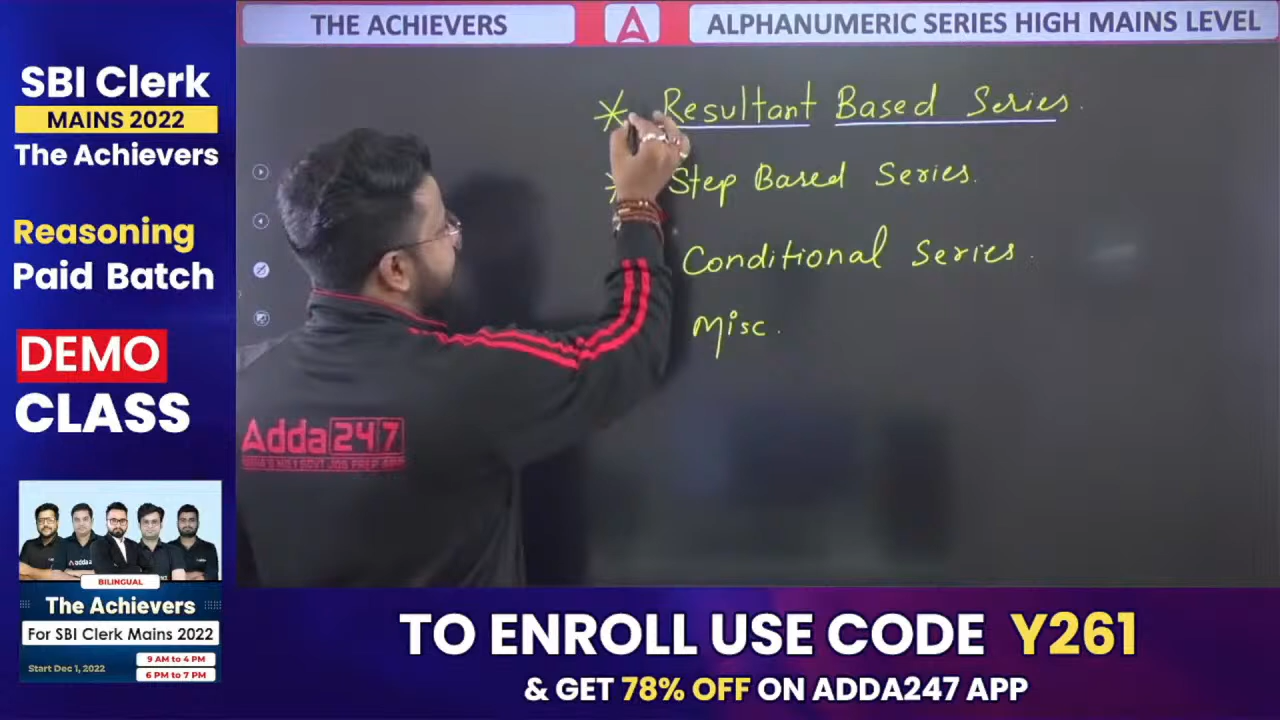 THE ACHIEVERS
ALPHANUMERIC SERIES HIGH MAINS LEVEL
SBI Clerk
MAINS 2022
The Achievers
Reasoning
Paid Batch
DEMO
CLASS
* Resultant Based Series.
* Step Based Series.
Conditional Series.
Misc.
Adda247
BILINGUAL
The Achievers
For SBI Clerk Mains 2022
Start Dec 1, 2022
9 AM to 4 PM
6 PM to 7 PM
TO ENROLL USE CODE Y261
& GET 78% OFF ON ADDA247 APP